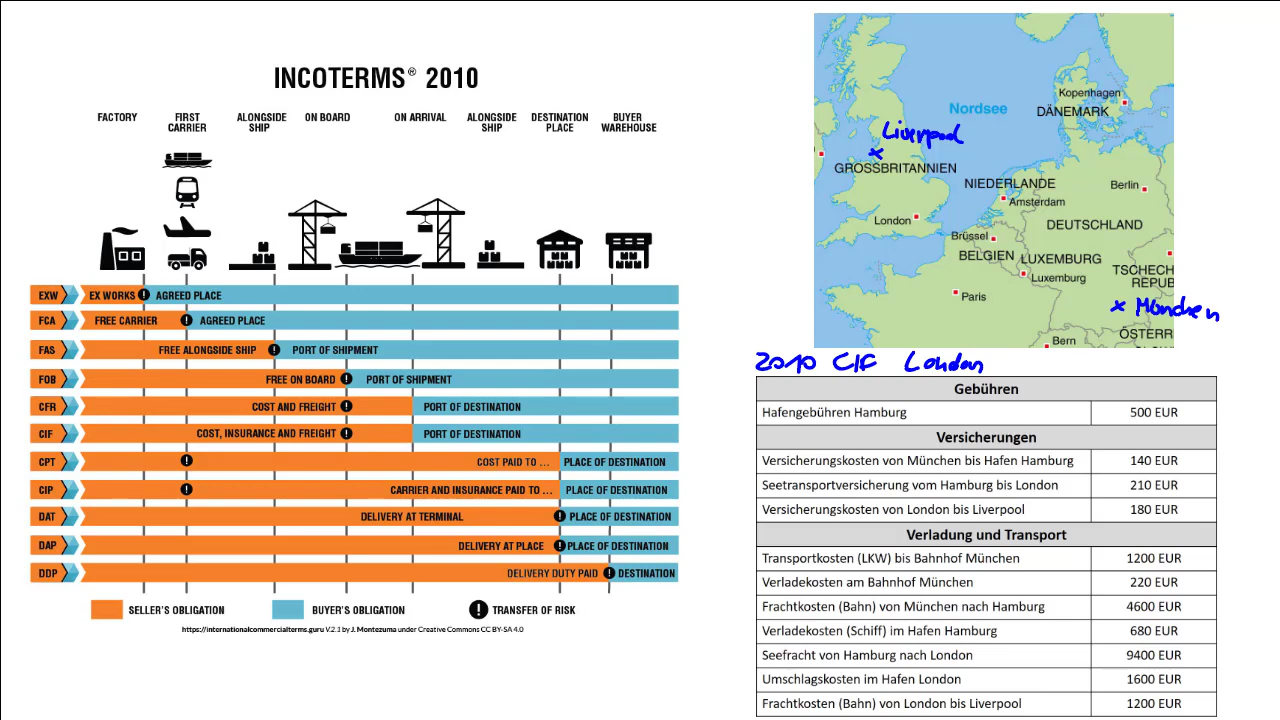 INCOTERMS® 2010
FACTORY
FIRST
CARRIER
ALONGSIDE
SHIP
ON BOARD
ON ARRIVAL
ALONGSIDE
SHIP
DESTINATION
PLACE
BUYER
WAREHOUSE
EXW EX WORKS AGREED PLACE
FCA FREE CARRIER AGREED PLACE
FAS FREE ALONGSIDE SHIP PORT OF SHIPMENT
FOB FREE ON BOARD PORT OF SHIPMENT
CFR COST AND FREIGHT PORT OF DESTINATION
CIF COST, INSURANCE AND FREIGHT PORT OF DESTINATION
CPT COST PAID TO ... PLACE OF DESTINATION
CIP CARRIER AND INSURANCE PAID TO ... PLACE OF DESTINATION
DAT DELIVERY AT TERMINAL PLACE OF DESTINATION
DAP DELIVERY AT PLACE PLACE OF DESTINATION
DDP DELIVERY DUTY PAID DESTINATION
SELLER'S OBLIGATION BUYER'S OBLIGATION TRANSFER OF RISK
https://internationalcommercialterms.guru V.2.1 by J. Montezuma under Creative Commons CC BY-SA 4.0
Kopenhagen
Nordsee
DÄNEMARK
Liverpool
GROSSBRITANNIEN
NIEDERLANDE
Berlin
Amsterdam
London
DEUTSCHLAND
Brüssel
BELGIEN
LUXEMBURG
Luxemburg
TSCHECH
REPUB
Paris
München
ÖSTERR
Bern
2010 CIF London
Gebühren
Hafengebühren Hamburg 500 EUR
Versicherungen
Versicherungskosten von München bis Hafen Hamburg 140 EUR
Seetransportversicherung vom Hamburg bis London 210 EUR
Versicherungskosten von London bis Liverpool 180 EUR
Verladung und Transport
Transportkosten (LKW) bis Bahnhof München 1200 EUR
Verladekosten am Bahnhof München 220 EUR
Frachtkosten (Bahn) von München nach Hamburg 4600 EUR
Verladekosten (Schiff) im Hafen Hamburg 680 EUR
Seefracht von Hamburg nach London 9400 EUR
Umschlagskosten im Hafen London 1600 EUR
Frachtkosten (Bahn) von London bis Liverpool 1200 EUR